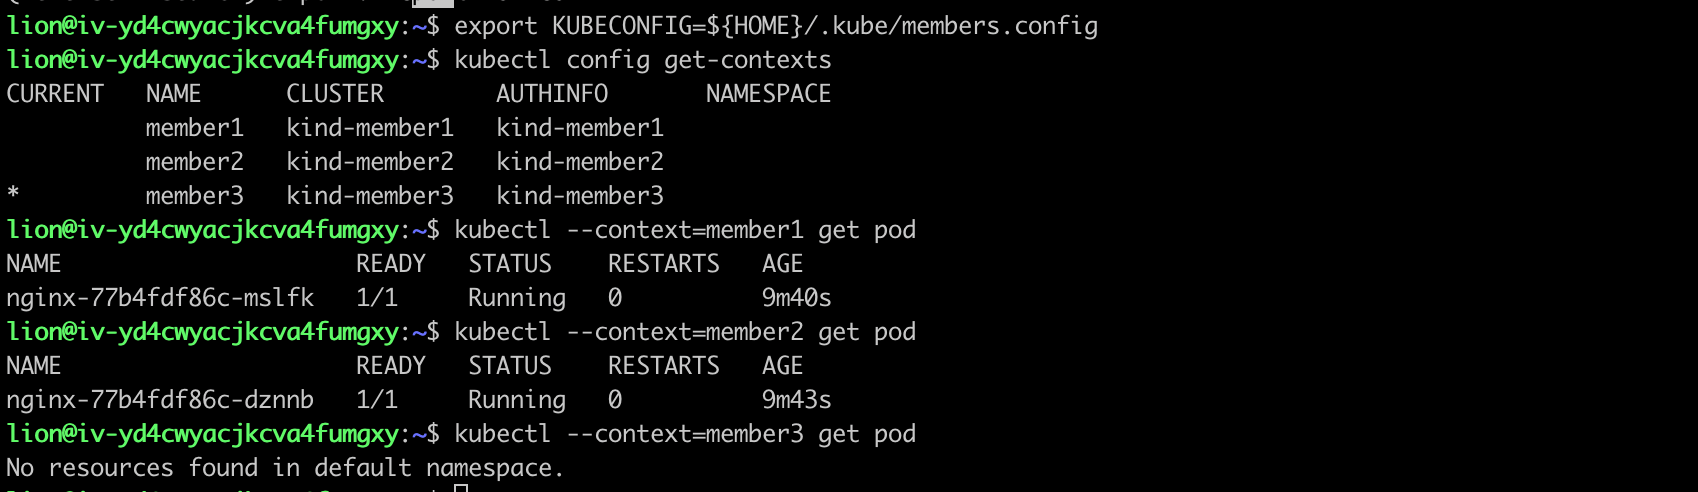 lion@iv-yd4cwyacjkcva4fumgxy:~$ export KUBECONFIG=${HOME}/.kube/members.config
lion@iv-yd4cwyacjkcva4fumgxy:~$ kubectl config get-contexts
CURRENT   NAME      CLUSTER        AUTHINFO       NAMESPACE
          member1   kind-member1   kind-member1
          member2   kind-member2   kind-member2
*         member3   kind-member3   kind-member3
lion@iv-yd4cwyacjkcva4fumgxy:~$ kubectl --context=member1 get pod
NAME                     READY   STATUS    RESTARTS   AGE
nginx-77b4fdf86c-mslfk   1/1     Running   0          9m40s
lion@iv-yd4cwyacjkcva4fumgxy:~$ kubectl --context=member2 get pod
NAME                     READY   STATUS    RESTARTS   AGE
nginx-77b4fdf86c-dznnb   1/1     Running   0          9m43s
lion@iv-yd4cwyacjkcva4fumgxy:~$ kubectl --context=member3 get pod
No resources found in default namespace.